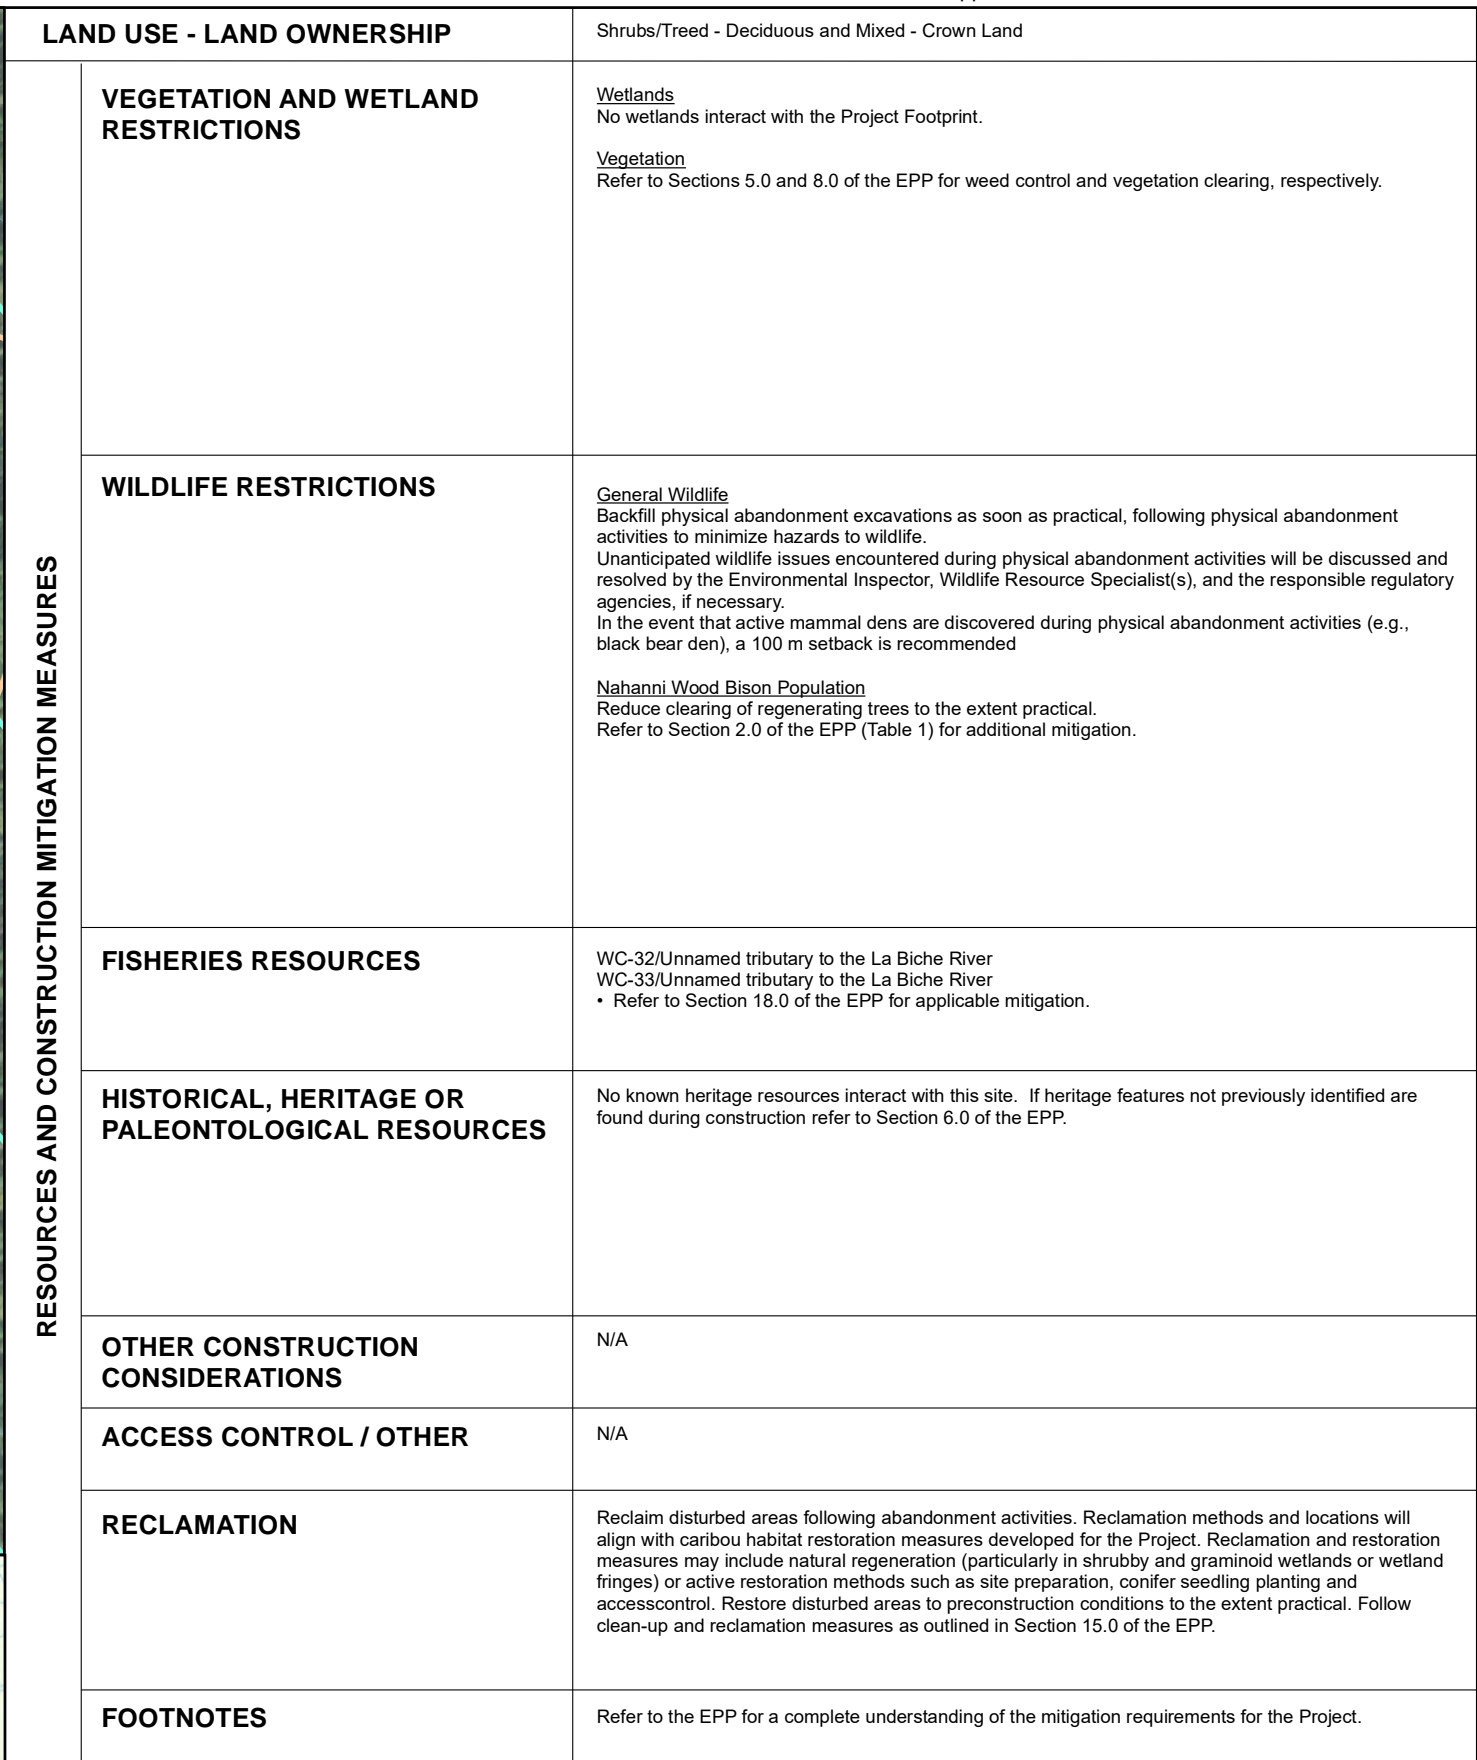 LAND USE - LAND OWNERSHIP
Shrubs/Treed - Deciduous and Mixed - Crown Land
RESOURCES AND CONSTRUCTION MITIGATION MEASURES
VEGETATION AND WETLAND
RESTRICTIONS
Wetlands
No wetlands interact with the Project Footprint.
Vegetation
Refer to Sections 5.0 and 8.0 of the EPP for weed control and vegetation clearing, respectively.
WILDLIFE RESTRICTIONS
General Wildlife
Backfill physical abandonment excavations as soon as practical, following physical abandonment
activities to minimize hazards to wildlife.
Unanticipated wildlife issues encountered during physical abandonment activities will be discussed and
resolved by the Environmental Inspector, Wildlife Resource Specialist(s), and the responsible regulatory
agencies, if necessary.
In the event that active mammal dens are discovered during physical abandonment activities (e.g.,
black bear den), a 100 m setback is recommended
Nahanni Wood Bison Population
Reduce clearing of regenerating trees to the extent practical.
Refer to Section 2.0 of the EPP (Table 1) for additional mitigation.
FISHERIES RESOURCES
WC-32/Unnamed tributary to the La Biche River
WC-33/Unnamed tributary to the La Biche River
• Refer to Section 18.0 of the EPP for applicable mitigation.
HISTORICAL, HERITAGE OR
PALEONTOLOGICAL RESOURCES
No known heritage resources interact with this site. If heritage features not previously identified are
found during construction refer to Section 6.0 of the EPP.
OTHER CONSTRUCTION
CONSIDERATIONS
N/A
ACCESS CONTROL / OTHER
N/A
RECLAMATION
Reclaim disturbed areas following abandonment activities. Reclamation methods and locations will
align with caribou habitat restoration measures developed for the Project. Reclamation and restoration
measures may include natural regeneration (particularly in shrubby and graminoid wetlands or wetland
fringes) or active restoration methods such as site preparation, conifer seedling planting and
accesscontrol. Restore disturbed areas to preconstruction conditions to the extent practical. Follow
clean-up and reclamation measures as outlined in Section 15.0 of the EPP.
FOOTNOTES
Refer to the EPP for a complete understanding of the mitigation requirements for the Project.